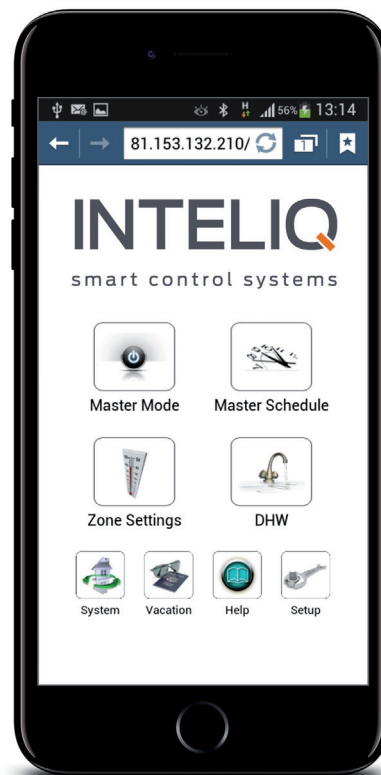 56% 13:14
81.153.132.210/ 1
INTELIQ
smart control systems
Master Mode Master Schedule
Zone Settings DHW
System Vacation Help Setup